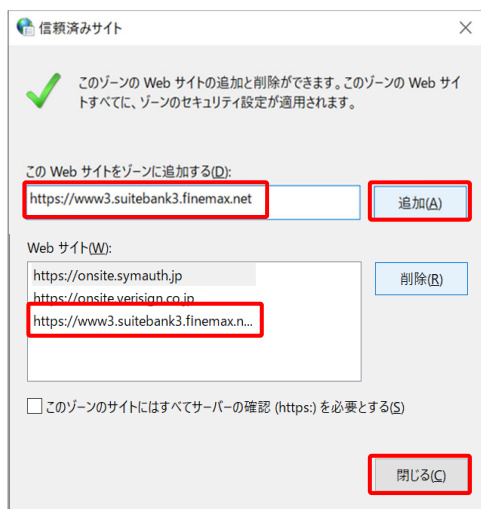 信頼済みサイト
このゾーンの Web サイトの追加と削除ができます。このゾーンの Web サイ
トすべてに、ゾーンのセキュリティ設定が適用されます。
この Web サイトをゾーンに追加する(D):
https://www3.suitebank3.finemax.net
追加(A)
Web サイト(W):
https://onsite.symauth.jp
削除(R)
https://onsite.verisign.co.jp
https://www3.suitebank3.finemax.n...
このゾーンのサイトにはすべてサーバーの確認 (https:) を必要とする(S)
閉じる(C)